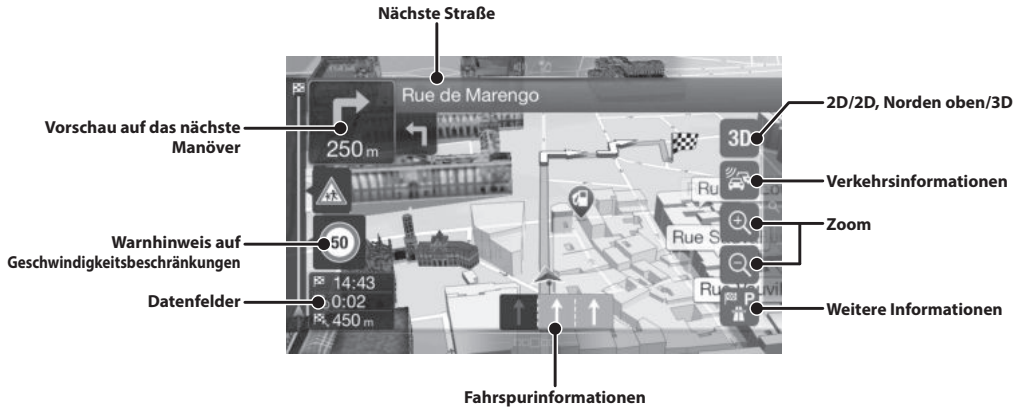 Nächste Straße
Rue de Marengo
2D/2D, Norden oben/3D
3D
Vorschau auf das nächste
Manöver
250 m
Verkehrsinformationen
Ru
Zoom
Rue S
Warnhinweis auf
Geschwindigkeitsbeschränkungen
50
14:43
Datenfelder
0:02
450 m
P
Weitere Informationen
Fahrspurinformationen